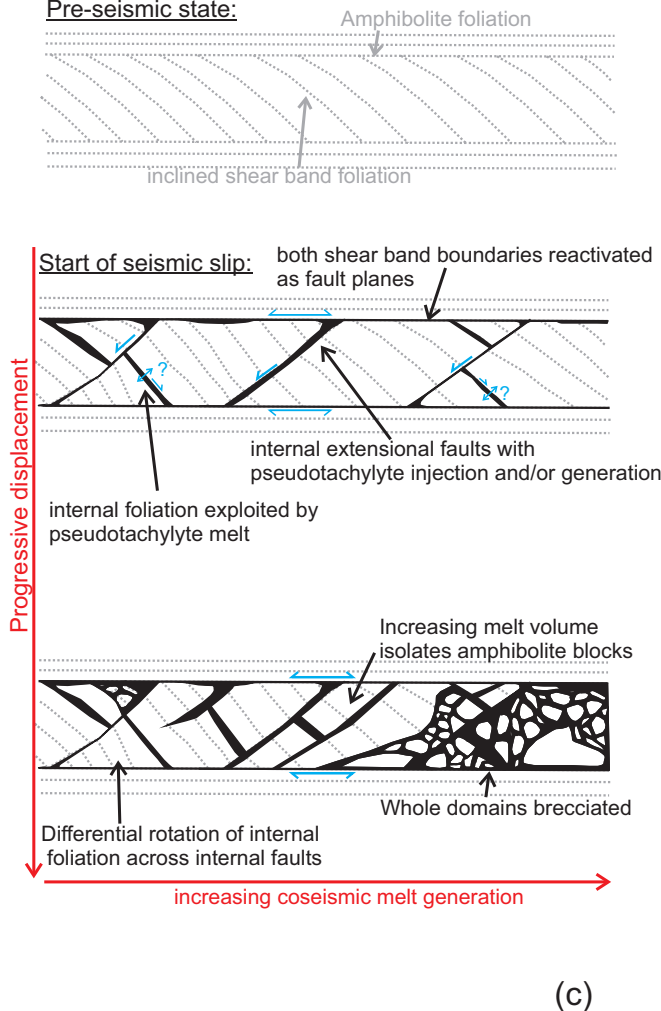 Pre-seismic state:
Amphibolite foliation
inclined shear band foliation
Start of seismic slip:
both shear band boundaries reactivated
as fault planes
?
?
internal extensional faults with
pseudotachylyte injection and/or generation
internal foliation exploited by
pseudotachylyte melt
Progressive displacement
Increasing melt volume
isolates amphibolite blocks
Whole domains brecciated
Differential rotation of internal
foliation across internal faults
increasing coseismic melt generation
(c)